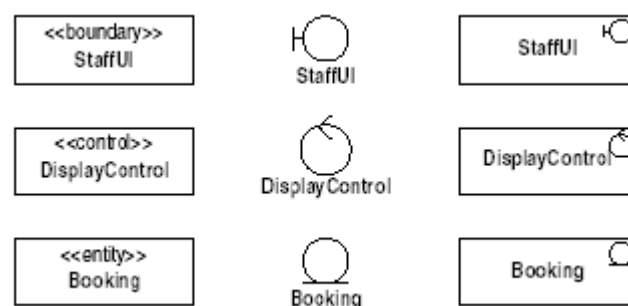 <<boundary>>
StaffUI
StaffUI
StaffUI
<<control>>
DisplayControl
DisplayControl
DisplayControl
<<entity>>
Booking
Booking
Booking